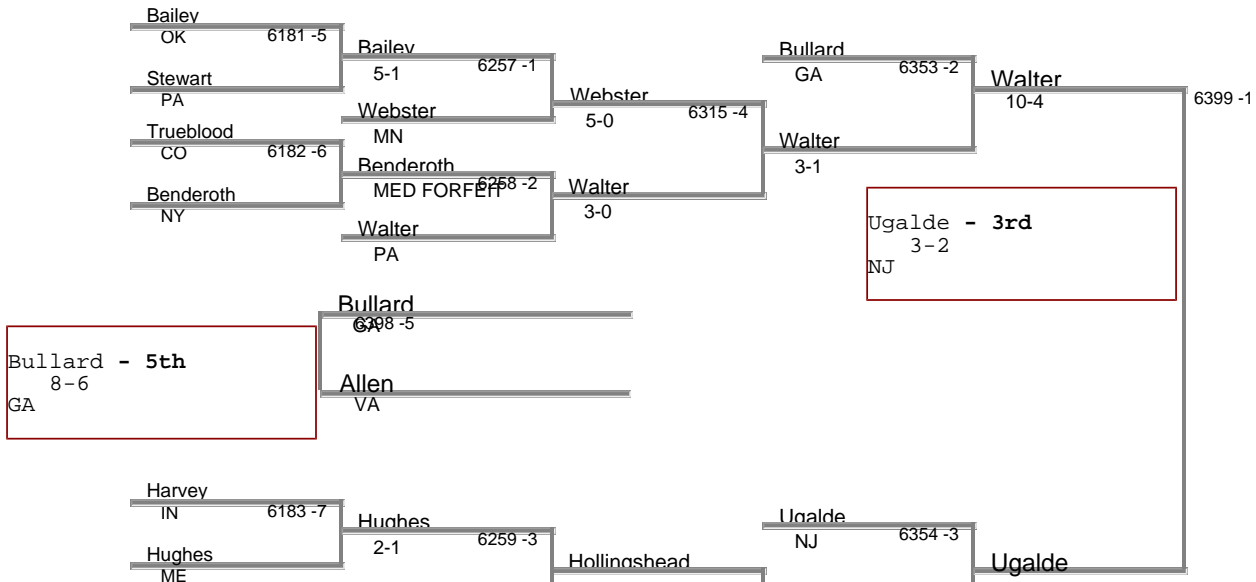 Bailey
OK
6181 -5
Stewart
PA
Trueblood
CO
6182 -6
Benderoth
NY
Bailey
5-1
6257 -1
Webster
MN
Benderoth
MED FORFEIT
6258 -2
Walter
PA
Webster
5-0
6315 -4
Walter
3-0
Bullard
GA
6353 -2
Walter
3-1
Walter
10-4
6399 -1
Ugalde - 3rd
3-2
NJ
Bullard
GA
6398 -5
Allen
VA
Bullard - 5th
8-6
GA
Harvey
IN
6183 -7
Hughes
ME
Hughes
2-1
6259 -3
Hollingshead
Ugalde
NJ
6354 -3
Ugalde